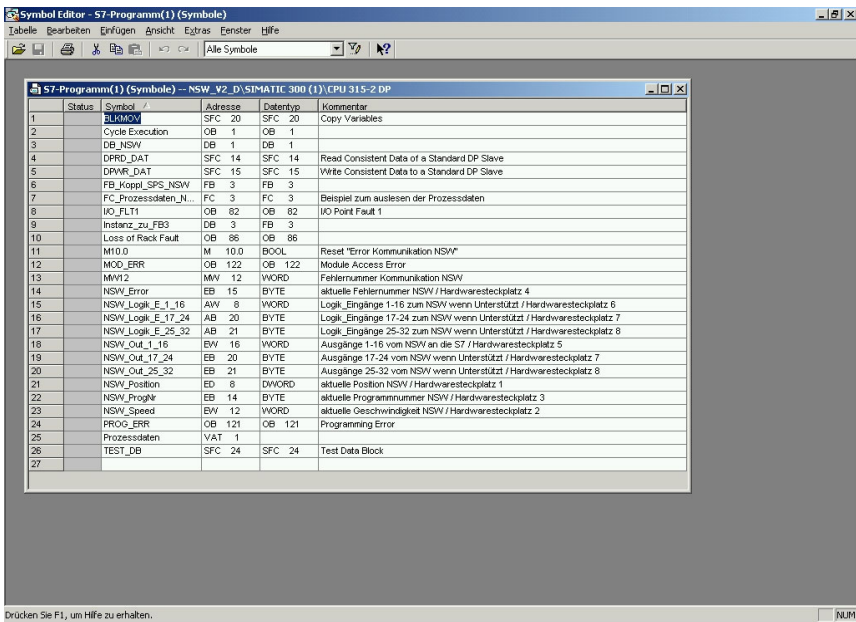 Symbol Editor - S7-Programm(1) (Symbole)
Tabelle Bearbeiten Einfügen Ansicht Extras Fenster Hilfe
Alle Symbole
S7-Programm(1) (Symbole) -- NSW_V2_D\SIMATIC 300 (1)\CPU 315-2 DP
Status Symbol Adresse Datentyp Kommentar
1 BLKMOV SFC 20 SFC 20 Copy Variables
2 Cycle Execution OB 1 OB 1
3 DB_NSW DB 1 DB 1
4 DPRD_DAT SFC 14 SFC 14 Read Consistent Data of a Standard DP Slave
5 DPWR_DAT SFC 15 SFC 15 Write Consistent Data to a Standard DP Slave
6 FB_Koppl_SPS_NSW FB 3 FB 3
7 FC_Prozessdaten_N... FC 3 FC 3 Beispiel zum auslesen der Prozessdaten
8 I/O_FLT1 OB 82 OB 82 I/O Point Fault 1
9 Instanz_zu_FB3 DB 3 FB 3
10 Loss of Rack Fault OB 86 OB 86
11 M10.0 M 10.0 BOOL Reset "Error Kommunikation NSW"
12 MOD_ERR OB 122 OB 122 Module Access Error
13 MW12 MW 12 WORD Fehlernummer Kommunikation NSW
14 NSW_Error EB 15 BYTE aktuelle Fehlernummer NSW / Hardwaresteckplatz 4
15 NSW_Logik_E_1_16 AW 8 WORD Logik_Eingänge 1-16 zum NSW wenn Unterstützt / Hardwaresteckplatz 6
16 NSW_Logik_E_17_24 AB 20 BYTE Logik_Eingänge 17-24 zum NSW wenn Unterstützt / Hardwaresteckplatz 7
17 NSW_Logik_E_25_32 AB 21 BYTE Logik_Eingänge 25-32 zum NSW wenn Unterstützt / Hardwaresteckplatz 8
18 NSW_Out_1_16 EW 16 WORD Ausgänge 1-16 vom NSW an die S7 / Hardwaresteckplatz 5
19 NSW_Out_17_24 EB 20 BYTE Ausgänge 17-24 vom NSW wenn Unterstützt / Hardwaresteckplatz 7
20 NSW_Out_25_32 EB 21 BYTE Ausgänge 25-32 vom NSW wenn Unterstützt / Hardwaresteckplatz 8
21 NSW_Position ED 8 DWORD aktuelle Position NSW / Hardwaresteckplatz 1
22 NSW_ProgNr EB 14 BYTE aktuelle Programmnummer NSW / Hardwaresteckplatz 3
23 NSW_Speed EW 12 WORD aktuelle Geschwindigkeit NSW / Hardwaresteckplatz 2
24 PROG_ERR OB 121 OB 121 Programming Error
25 Prozessdaten VAT 1
26 TEST_DB SFC 24 SFC 24 Test Data Block
27
Drücken Sie F1, um Hilfe zu erhalten. NUM